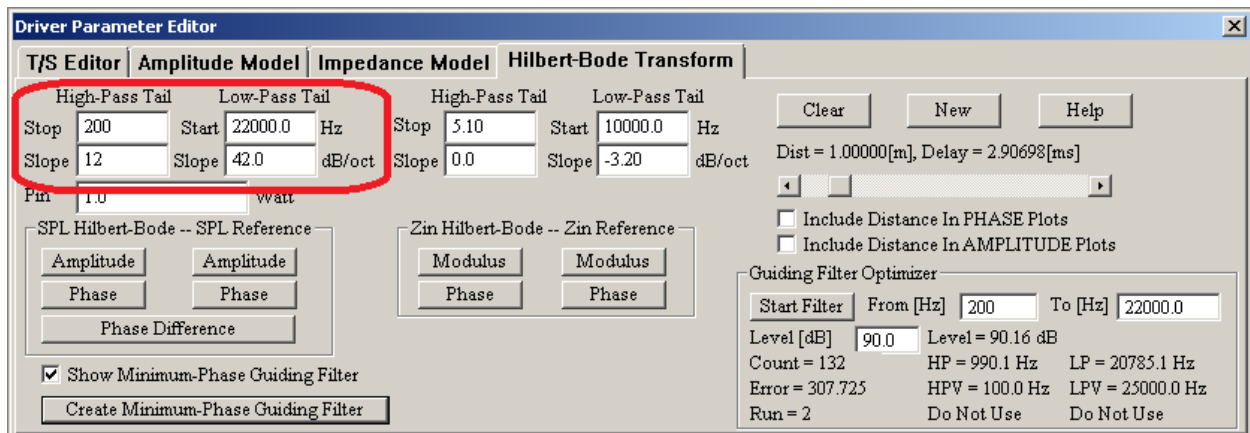 Driver Parameter Editor
T/S Editor Amplitude Model Impedance Model Hilbert-Bode Transform
High-Pass Tail Low-Pass Tail High-Pass Tail Low-Pass Tail
Stop 200 Start 22000.0 Hz Stop 5.10 Start 10000.0 Hz
Slope 12 Slope 42.0 dB/oct Slope 0.0 Slope -3.20 dB/oct
Pin 1.0 Watt
SPL Hilbert-Bode -- SPL Reference
Amplitude Amplitude
Phase Phase
Phase Difference
Show Minimum-Phase Guiding Filter
Create Minimum-Phase Guiding Filter
Zin Hilbert-Bode -- Zin Reference
Modulus Modulus
Phase Phase
Clear New Help
Dist = 1.00000[m], Delay = 2.90698[ms]
Include Distance In PHASE Plots
Include Distance In AMPLITUDE Plots
Guiding Filter Optimizer
Start Filter From [Hz] 200 To [Hz] 22000.0
Level [dB] 90.0 Level = 90.16 dB
Count = 132 HP = 990.1 Hz LP = 20785.1 Hz
Error = 307.725 HPV = 100.0 Hz LPV = 25000.0 Hz
Run = 2 Do Not Use Do Not Use